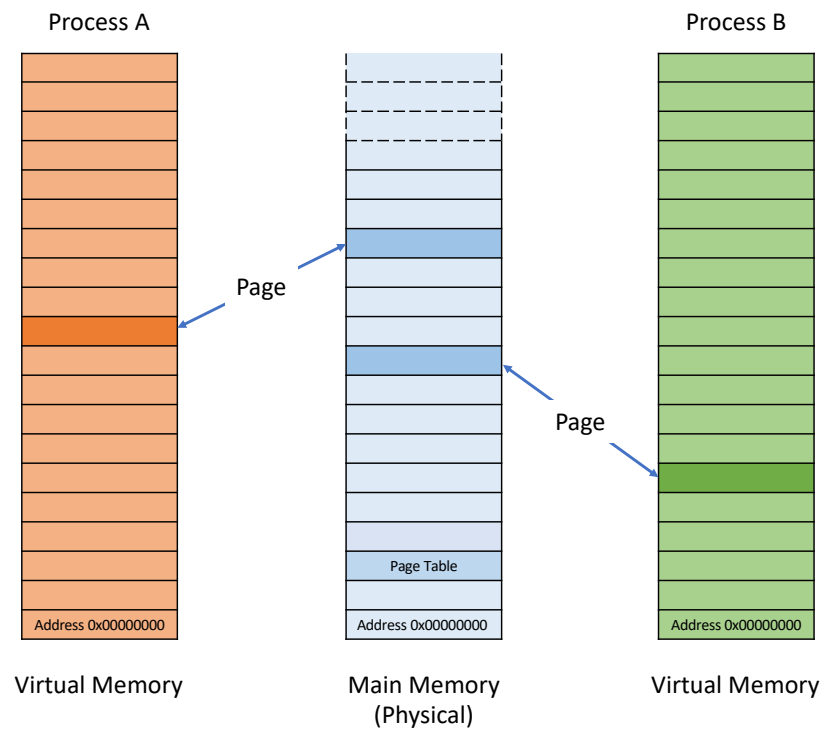 Process A
Process B
Page
Page
Page Table
Address 0x00000000
Address 0x00000000
Address 0x00000000
Virtual Memory
Main Memory
(Physical)
Virtual Memory